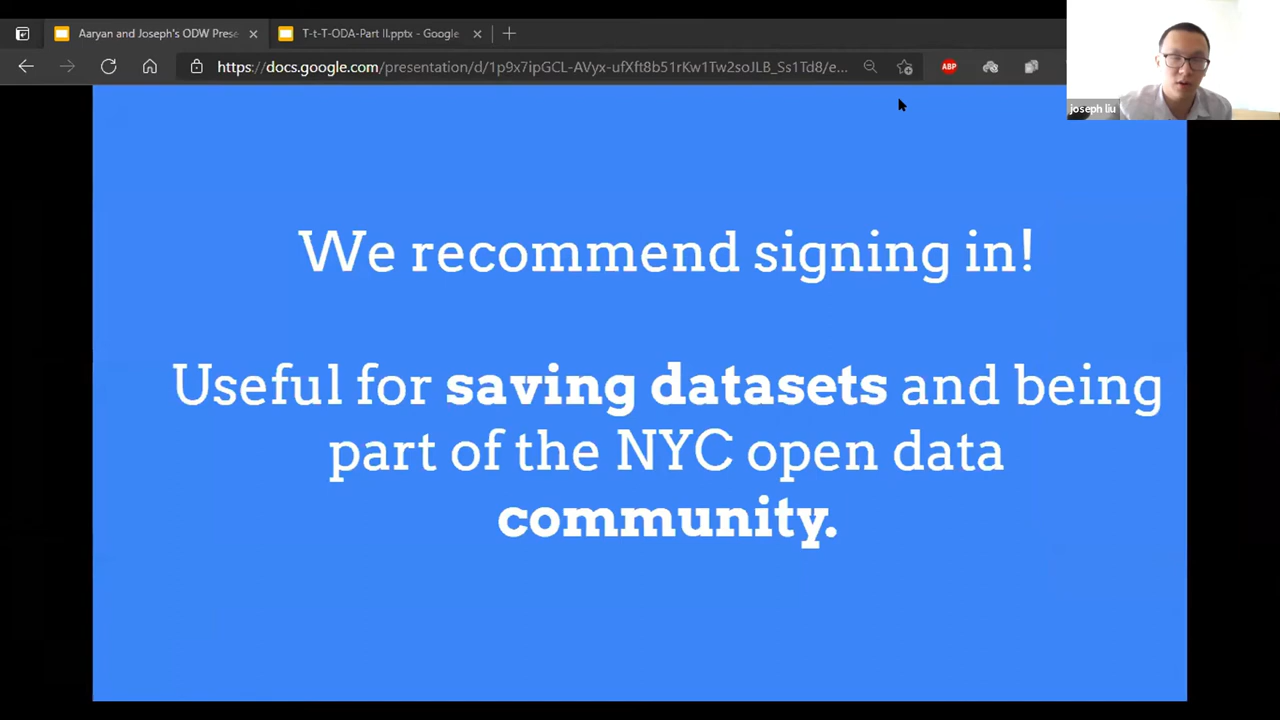 Aaryan and Joseph's ODW Prese
T-t-T-ODA-Part II.pptx - Google
https://docs.google.com/presentation/d/1p9x7ipGCL-AVyx-ufXft8b51rKw1Tw2soJLB_Ss1Td8/e...
ABP
joseph liu
We recommend signing in!
Useful for saving datasets and being
part of the NYC open data
community.